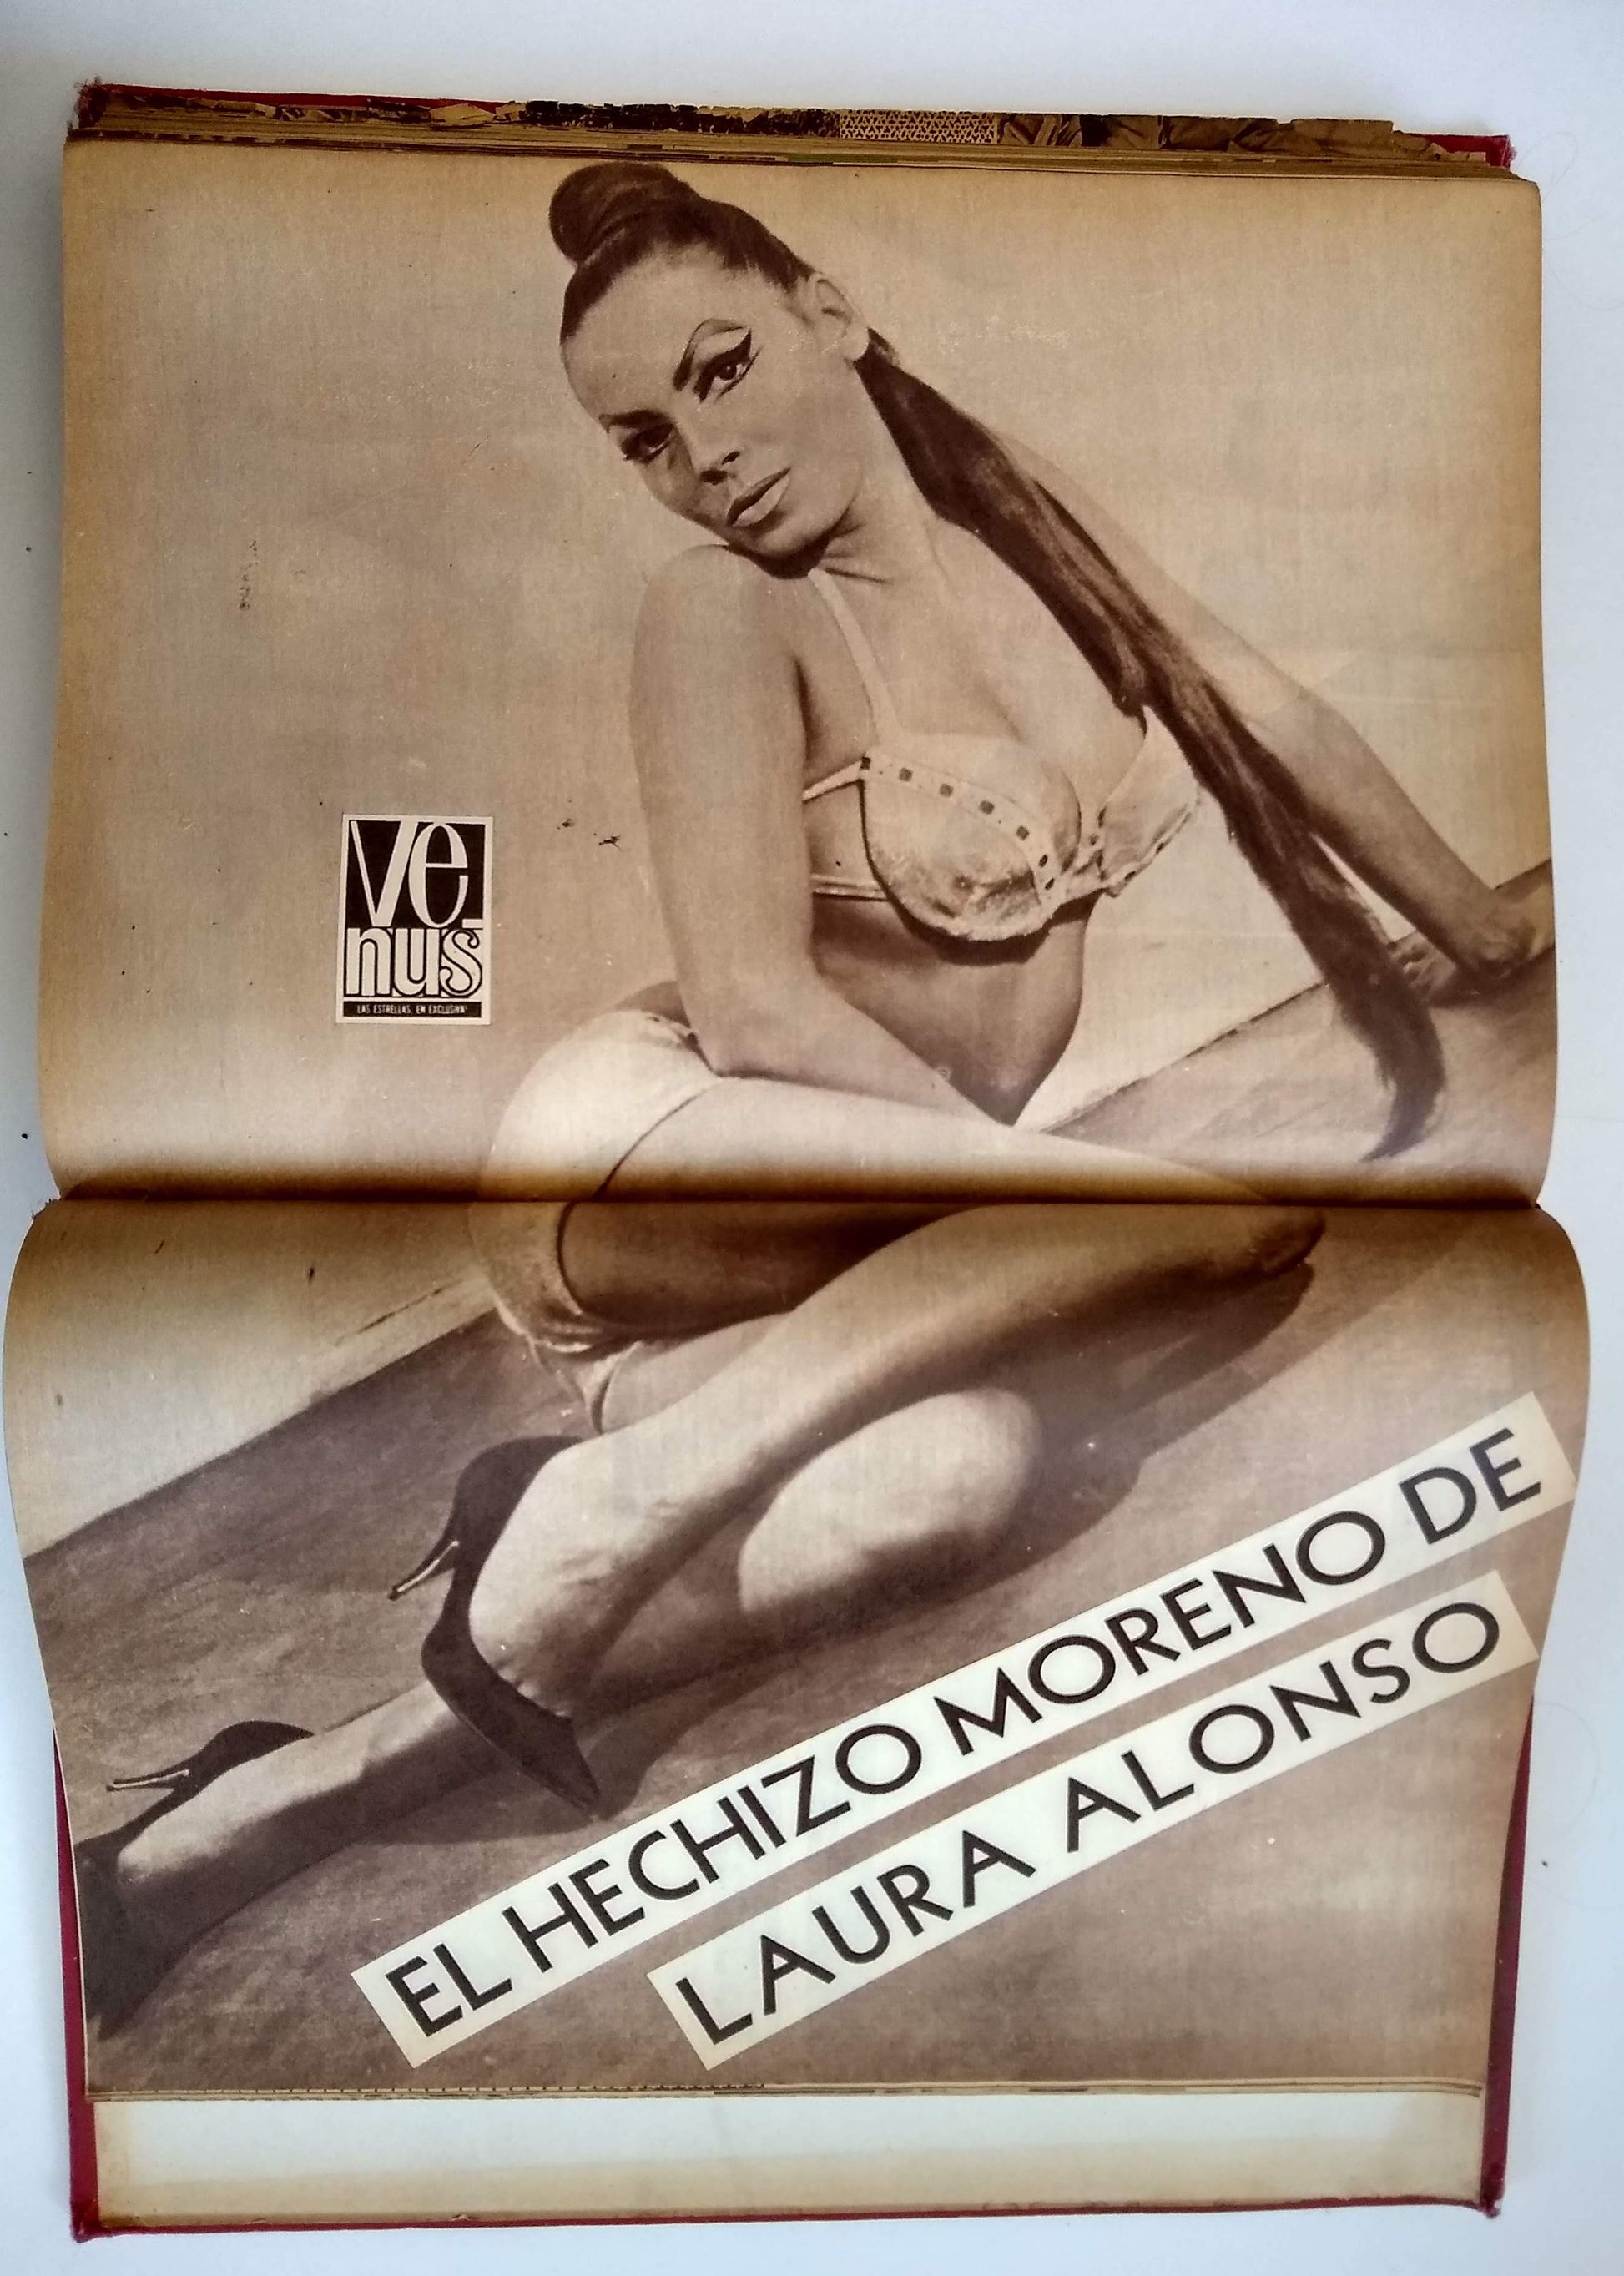 Ve
nus
LAS ESTRELLAS EN EXCLUSIVA
EL HECHIZO MORENO DE
LAURA ALONSO